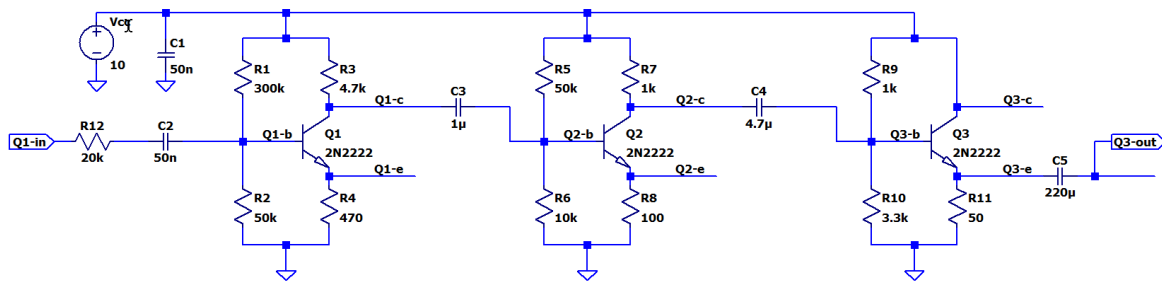 Vcc
10
C1
50n
R1
300k
R3
4.7k
Q1-c
C3
1µ
R5
50k
R7
1k
Q2-c
C4
4.7µ
R9
1k
Q3-c
Q1-in
R12
20k
C2
50n
Q1-b
Q1
2N2222
Q2-b
Q2
2N2222
Q3-b
Q3
2N2222
Q3-out
Q1-e
Q2-e
Q3-e
C5
220µ
R2
50k
R4
470
R6
10k
R8
100
R10
3.3k
R11
50